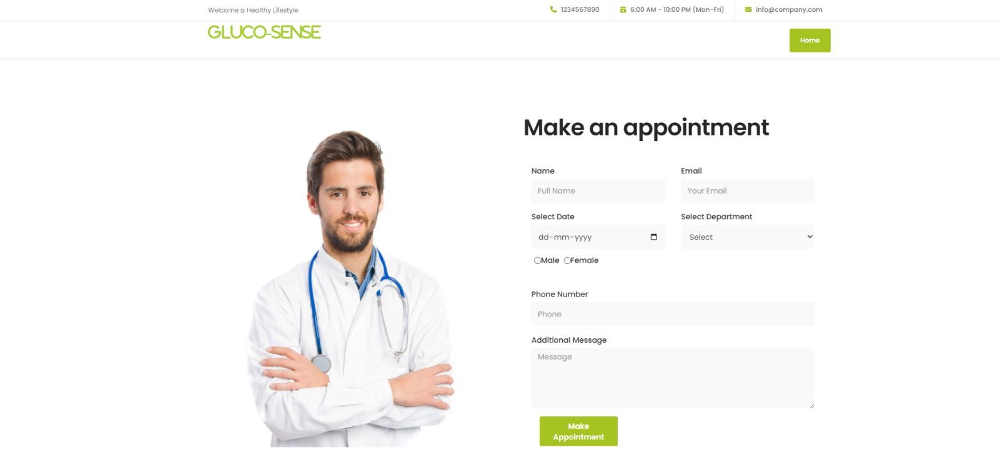 Welcome a Healthy Lifestyle
1234567890
6:00 AM - 10:00 PM (Mon-Fri)
info@company.com
GLUCO-SENSE
Home
Make an appointment
Name
Email
Full Name
Your Email
Select Date
Select Department
dd-mm-yyyy
Select
Male Female
Phone Number
Phone
Additional Message
Message
Make
Appointment